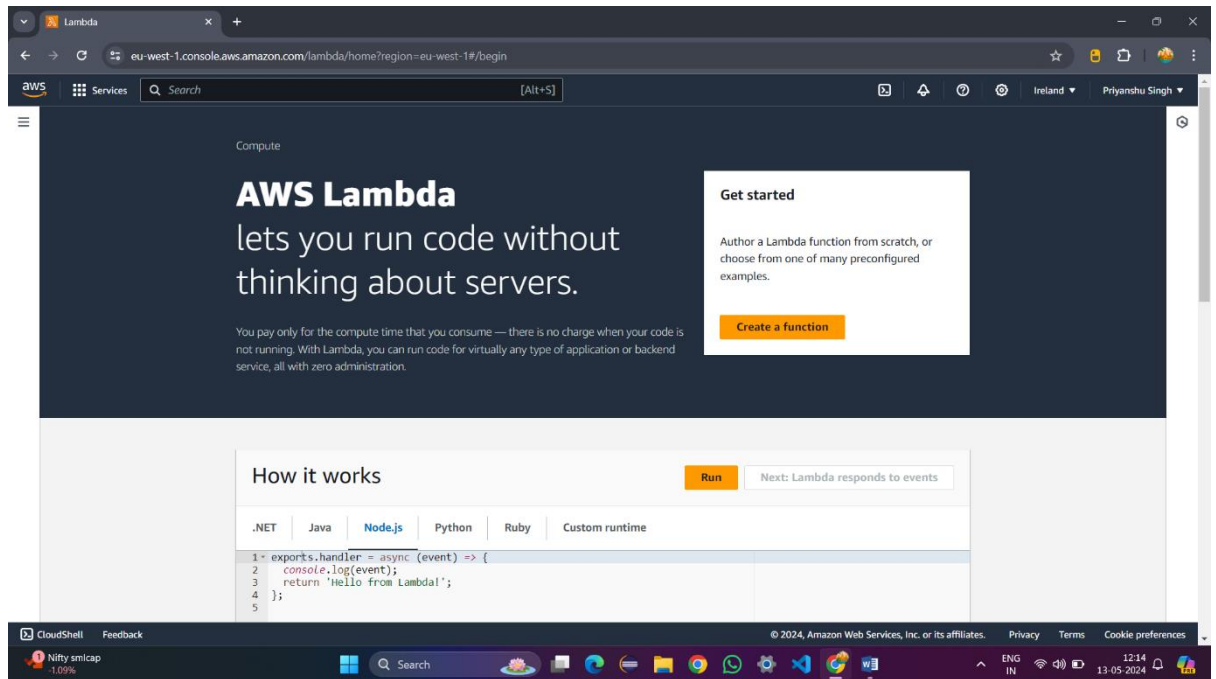 Lambda
eu-west-1.console.aws.amazon.com/lambda/home?region=eu-west-1#/begin
aws
Services
Search
[Alt+S]
Ireland
Priyanshu Singh
Compute
AWS Lambda
lets you run code without
thinking about servers.
You pay only for the compute time that you consume — there is no charge when your code is
not running. With Lambda, you can run code for virtually any type of application or backend
service, all with zero administration.
Get started
Author a Lambda function from scratch, or
choose from one of many preconfigured
examples.
Create a function
How it works
Run
Next: Lambda responds to events
.NET
Java
Node.js
Python
Ruby
Custom runtime
1 exports.handler = async (event) => {
2 console.log(event);
3 return 'Hello from Lambda!';
4 };
5
CloudShell
Feedback
© 2024, Amazon Web Services, Inc. or its affiliates.
Privacy
Terms
Cookie preferences
1
Nifty smlcap
-1.09%
Search
ENG
IN
12:14
13-05-2024
PRE